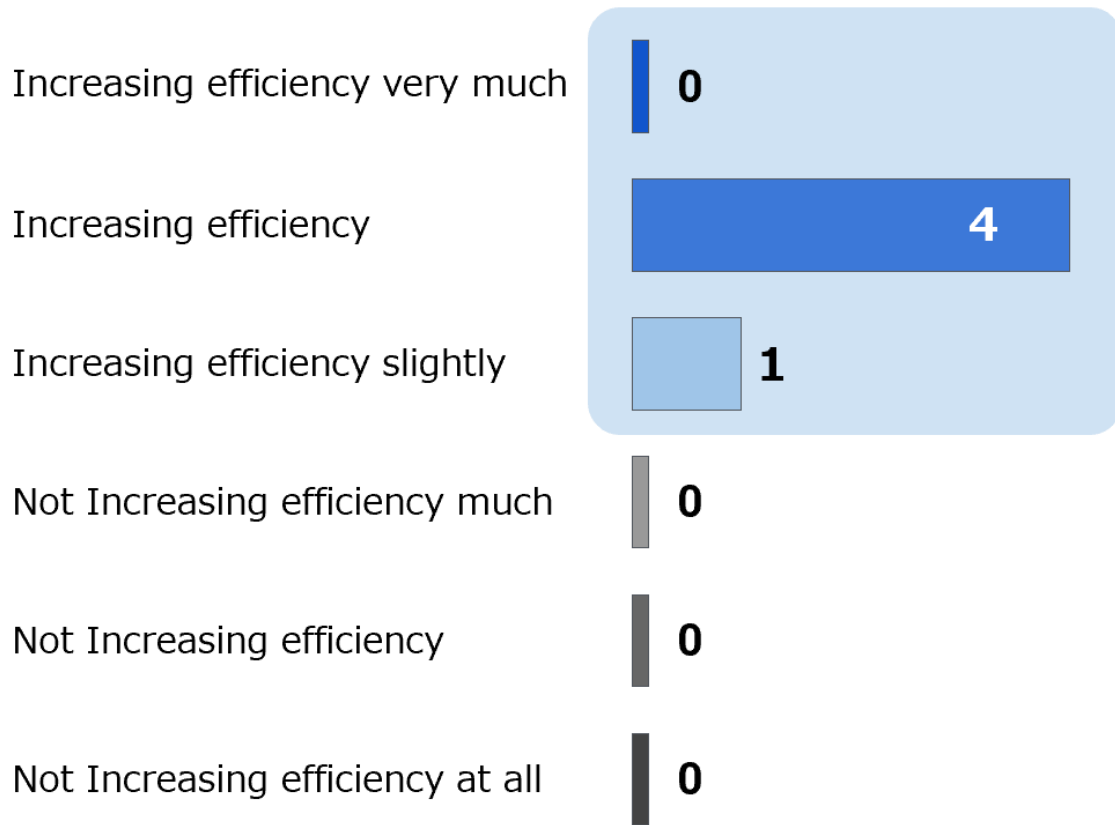 Increasing efficiency very much 0
Increasing efficiency 4
Increasing efficiency slightly 1
Not Increasing efficiency much 0
Not Increasing efficiency 0
Not Increasing efficiency at all 0